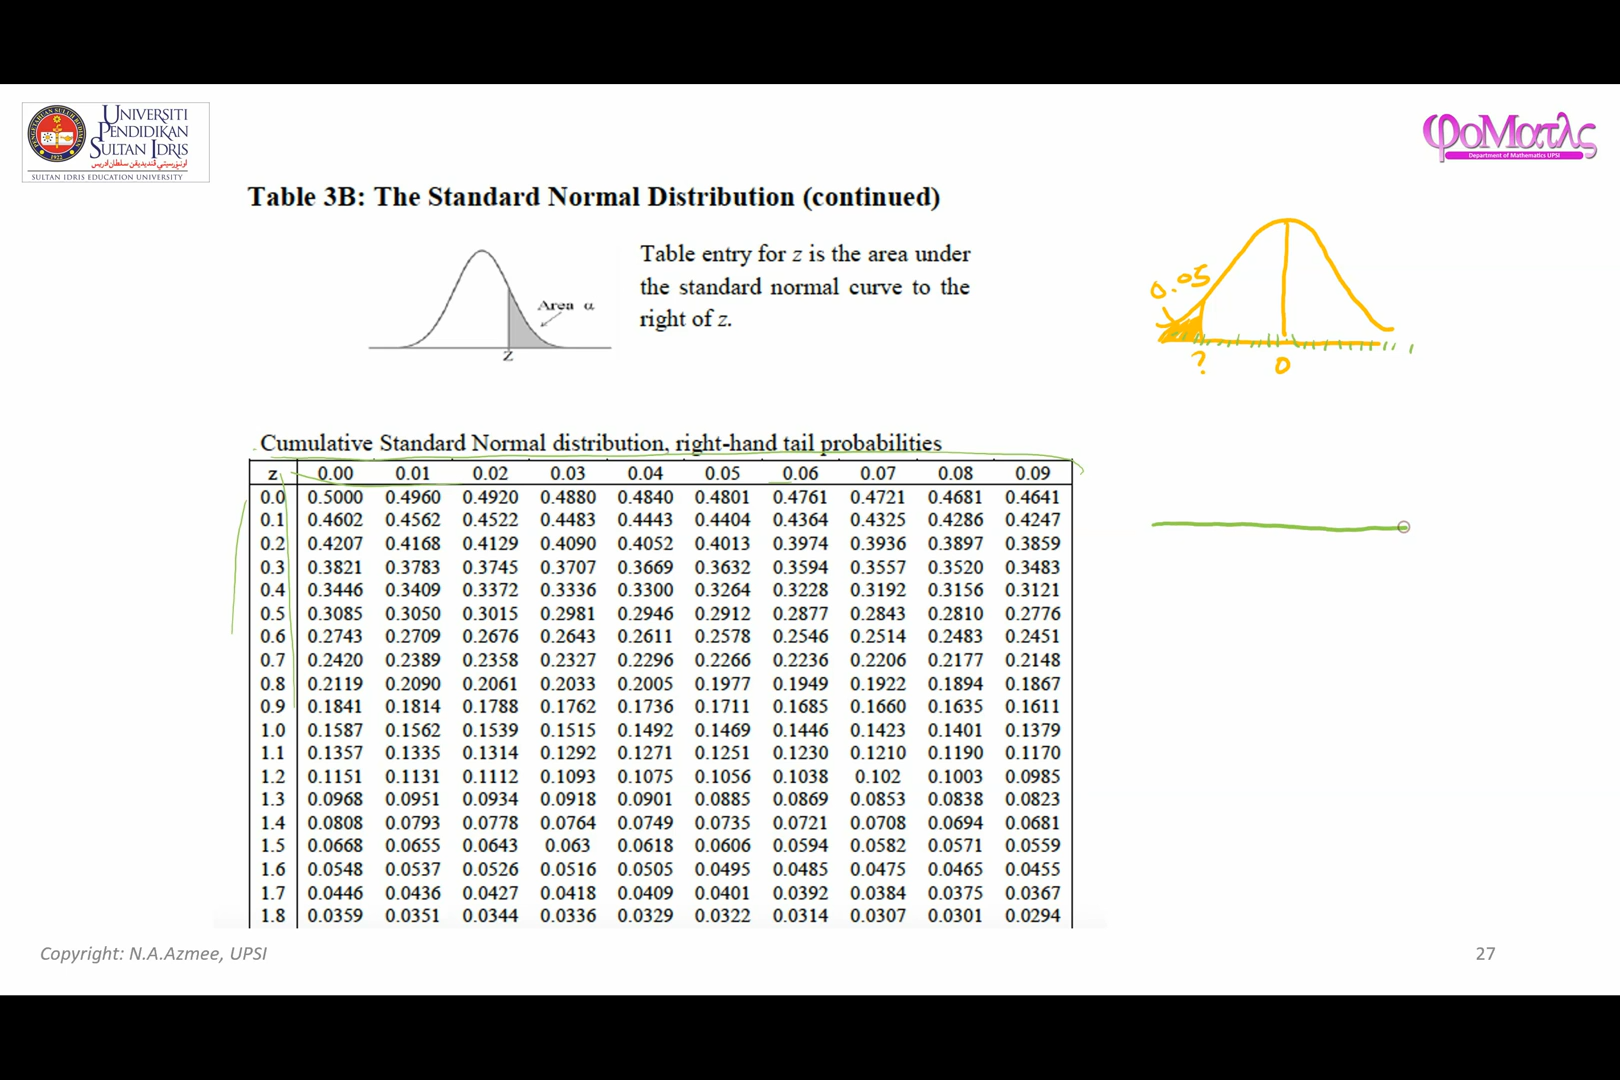 UNIVERSITI
PENDIDIKAN
SULTAN IDRIS
اونيۏرسيتي ڤنديديقن سلطان ادريس
SULTAN IDRIS EDUCATION UNIVERSITY
1922
φοΜατλς
Department of Mathematics UPSI
Table 3B: The Standard Normal Distribution (continued)
Area α
z
Table entry for z is the area under
the standard normal curve to the
right of z.
0.05
? 0
Cumulative Standard Normal distribution, right-hand tail probabilities
z 0.00 0.01 0.02 0.03 0.04 0.05 0.06 0.07 0.08 0.09
0.0 0.5000 0.4960 0.4920 0.4880 0.4840 0.4801 0.4761 0.4721 0.4681 0.4641
0.1 0.4602 0.4562 0.4522 0.4483 0.4443 0.4404 0.4364 0.4325 0.4286 0.4247
0.2 0.4207 0.4168 0.4129 0.4090 0.4052 0.4013 0.3974 0.3936 0.3897 0.3859
0.3 0.3821 0.3783 0.3745 0.3707 0.3669 0.3632 0.3594 0.3557 0.3520 0.3483
0.4 0.3446 0.3409 0.3372 0.3336 0.3300 0.3264 0.3228 0.3192 0.3156 0.3121
0.5 0.3085 0.3050 0.3015 0.2981 0.2946 0.2912 0.2877 0.2843 0.2810 0.2776
0.6 0.2743 0.2709 0.2676 0.2643 0.2611 0.2578 0.2546 0.2514 0.2483 0.2451
0.7 0.2420 0.2389 0.2358 0.2327 0.2296 0.2266 0.2236 0.2206 0.2177 0.2148
0.8 0.2119 0.2090 0.2061 0.2033 0.2005 0.1977 0.1949 0.1922 0.1894 0.1867
0.9 0.1841 0.1814 0.1788 0.1762 0.1736 0.1711 0.1685 0.1660 0.1635 0.1611
1.0 0.1587 0.1562 0.1539 0.1515 0.1492 0.1469 0.1446 0.1423 0.1401 0.1379
1.1 0.1357 0.1335 0.1314 0.1292 0.1271 0.1251 0.1230 0.1210 0.1190 0.1170
1.2 0.1151 0.1131 0.1112 0.1093 0.1075 0.1056 0.1038 0.102 0.1003 0.0985
1.3 0.0968 0.0951 0.0934 0.0918 0.0901 0.0885 0.0869 0.0853 0.0838 0.0823
1.4 0.0808 0.0793 0.0778 0.0764 0.0749 0.0735 0.0721 0.0708 0.0694 0.0681
1.5 0.0668 0.0655 0.0643 0.063 0.0618 0.0606 0.0594 0.0582 0.0571 0.0559
1.6 0.0548 0.0537 0.0526 0.0516 0.0505 0.0495 0.0485 0.0475 0.0465 0.0455
1.7 0.0446 0.0436 0.0427 0.0418 0.0409 0.0401 0.0392 0.0384 0.0375 0.0367
1.8 0.0359 0.0351 0.0344 0.0336 0.0329 0.0322 0.0314 0.0307 0.0301 0.0294
Copyright: N.A.Azmee, UPSI
27